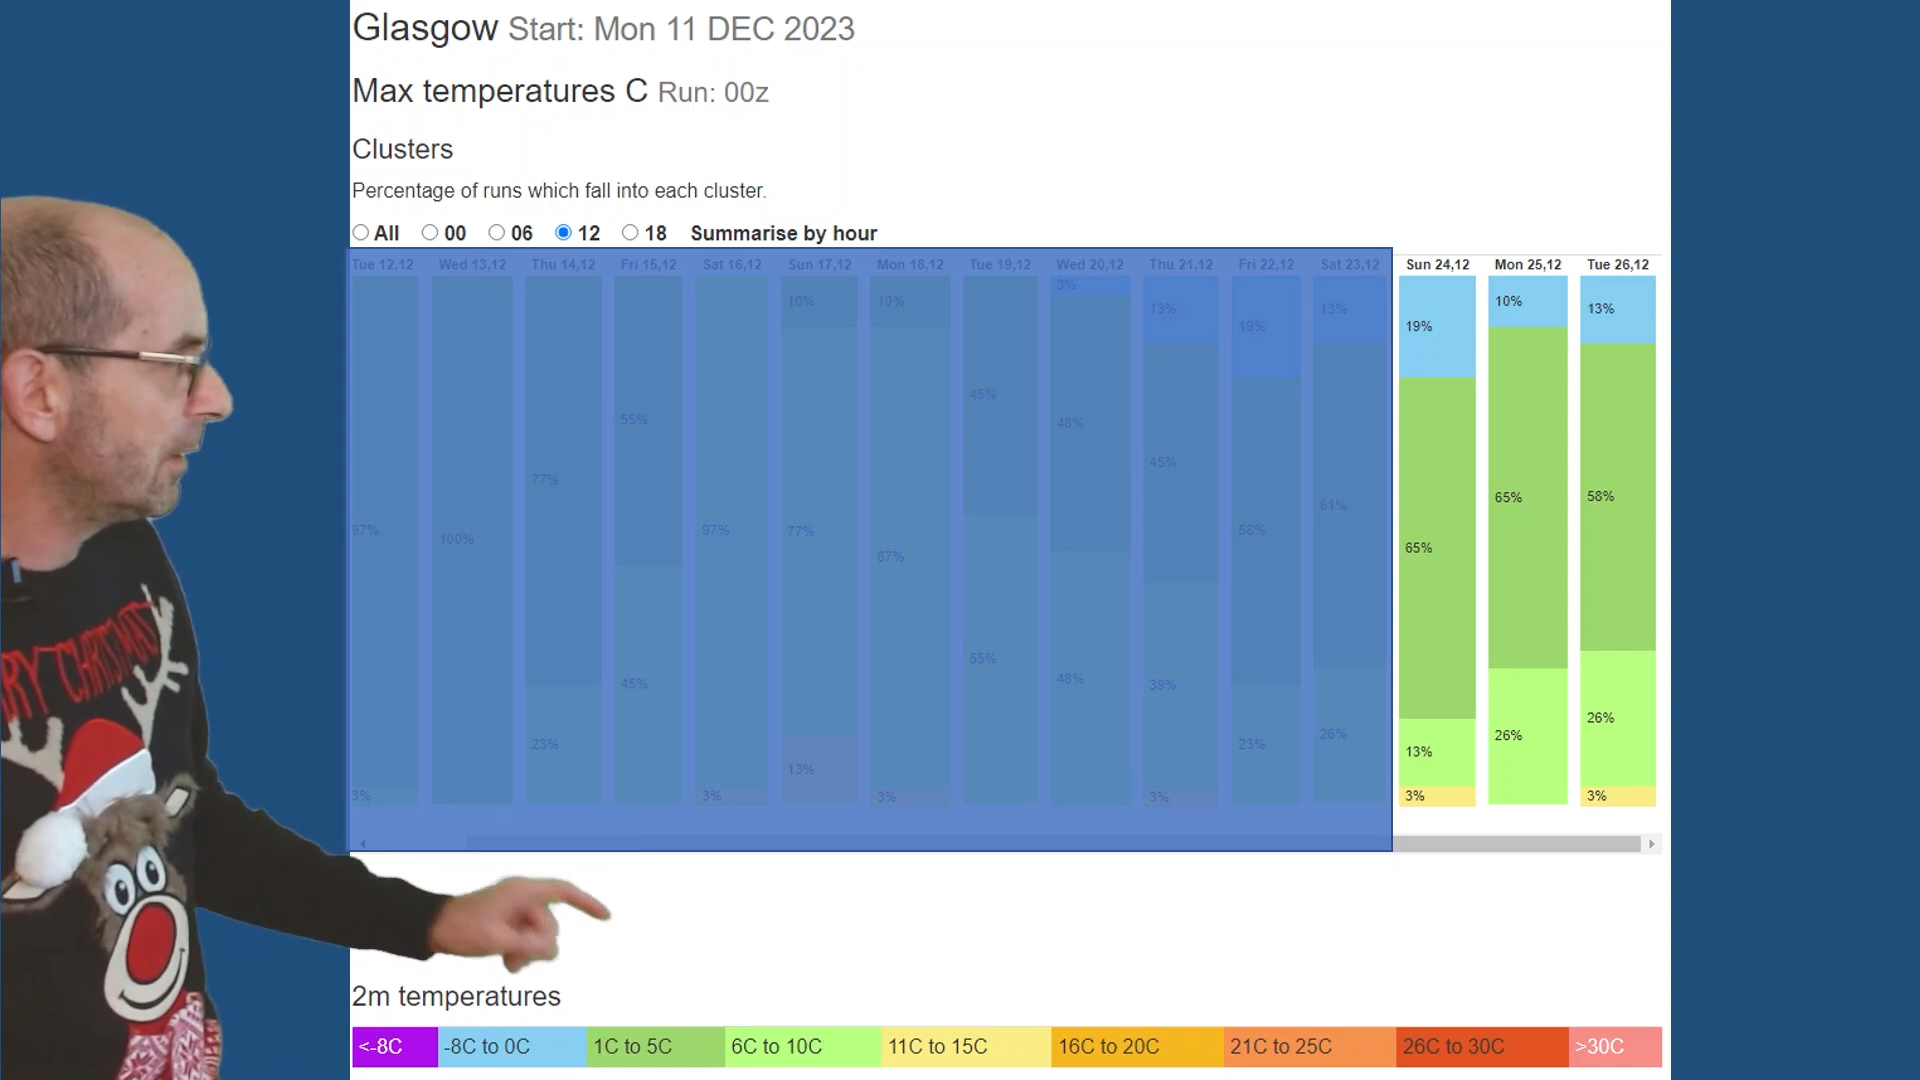 Glasgow Start: Mon 11 DEC 2023
Max temperatures C Run: 00z
Clusters
Percentage of runs which fall into each cluster.
All 00 06 12 18 Summarise by hour
Tue 12,12 Wed 13,12 Thu 14,12 Fri 15,12 Sat 16,12 Sun 17,12 Mon 18,12 Tue 19,12 Wed 20,12 Thu 21,12 Fri 22,12 Sat 23,12 Sun 24,12 Mon 25,12 Tue 26,12
97% 3%
100%
77% 23%
55% 45%
97% 3%
10% 77% 13%
10% 87% 3%
45% 55%
3% 48% 48%
13% 45% 39% 3%
19% 58% 23%
13% 61% 26%
19% 65% 13% 3%
10% 65% 26%
13% 58% 26% 3%
RY CHRISTMAS
2m temperatures
<-8C -8C to 0C 1C to 5C 6C to 10C 11C to 15C 16C to 20C 21C to 25C 26C to 30C >30C